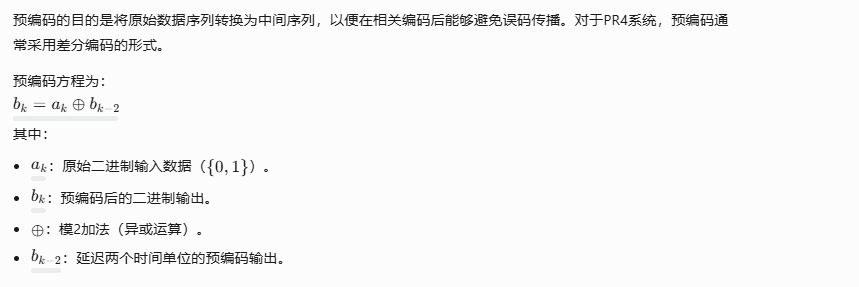 预编码的目的是将原始数据序列转换为中间序列，以便在相关编码后能够避免误码传播。对于PR4系统，预编码通
常采用差分编码的形式。
预编码方程为：
b_k = a_k ⊕ b_{k−2}
其中：
• a_k：原始二进制输入数据（{0, 1}）。
• b_k：预编码后的二进制输出。
• ⊕：模2加法（异或运算）。
• b_{k−2}：延迟两个时间单位的预编码输出。